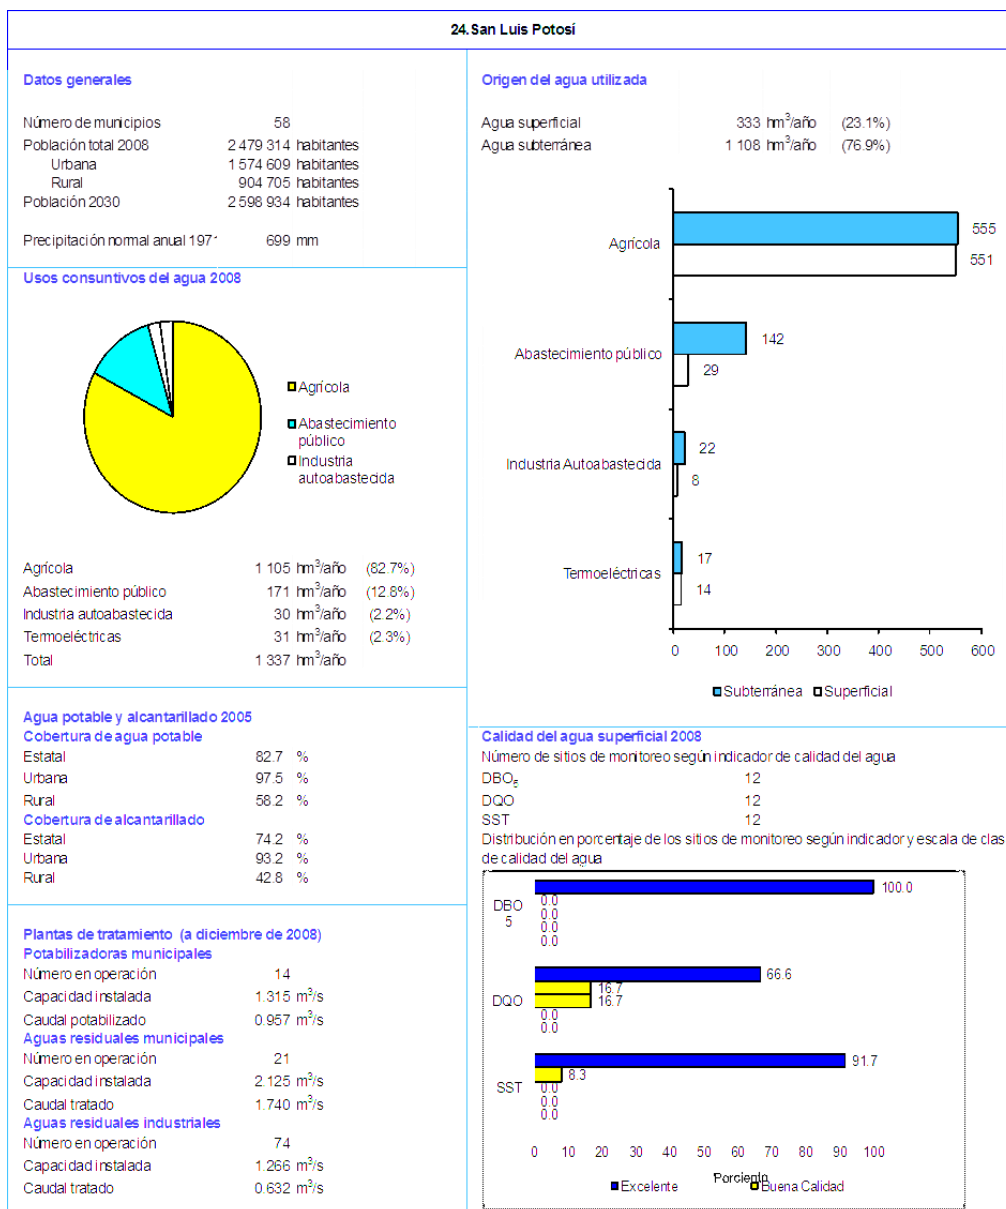 24.San Luis Potosí
Datos generales
Número de municipios 58
Población total 2008 2 479 314 habitantes
Urbana 1 574 609 habitantes
Rural 904 705 habitantes
Población 2030 2 598 934 habitantes
Precipitación normal anual 1971 699 mm
Usos consuntivos del agua 2008
Agrícola
Abastecimiento
público
Industria
autoabastecida
Agrícola 1 105 hm³/año (82.7%)
Abastecimiento público 171 hm³/año (12.8%)
Industria autoabastecida 30 hm³/año (2.2%)
Termoeléctricas 31 hm³/año (2.3%)
Total 1 337 hm³/año
Agua potable y alcantarillado 2005
Cobertura de agua potable
Estatal 82.7 %
Urbana 97.5 %
Rural 58.2 %
Cobertura de alcantarillado
Estatal 74.2 %
Urbana 93.2 %
Rural 42.8 %
Plantas de tratamiento (a diciembre de 2008)
Potabilizadoras municipales
Número en operación 14
Capacidad instalada 1.315 m³/s
Caudal potabilizado 0.957 m³/s
Aguas residuales municipales
Número en operación 21
Capacidad instalada 2.125 m³/s
Caudal tratado 1.740 m³/s
Aguas residuales industriales
Número en operación 74
Capacidad instalada 1.266 m³/s
Caudal tratado 0.632 m³/s
Origen del agua utilizada
Agua superficial 333 hm³/año (23.1%)
Agua subterránea 1 108 hm³/año (76.9%)
Agrícola 555
551
Abastecimiento público 142
29
Industria Autoabastecida 22
8
Termoeléctricas 17
14
0 100 200 300 400 500 600
Subterránea Superficial
Calidad del agua superficial 2008
Número de sitios de monitoreo según indicador de calidad del agua
DBO₅ 12
DQO 12
SST 12
Distribución en porcentaje de los sitios de monitoreo según indicador y escala de clas
de calidad del agua
DBO
5
100.0
0.0
0.0
0.0
0.0
DQO
66.6
16.7
16.7
0.0
0.0
SST
91.7
8.3
0.0
0.0
0.0
0 10 20 30 40 50 60 70 80 90 100
Porciento
Excelente Buena Calidad